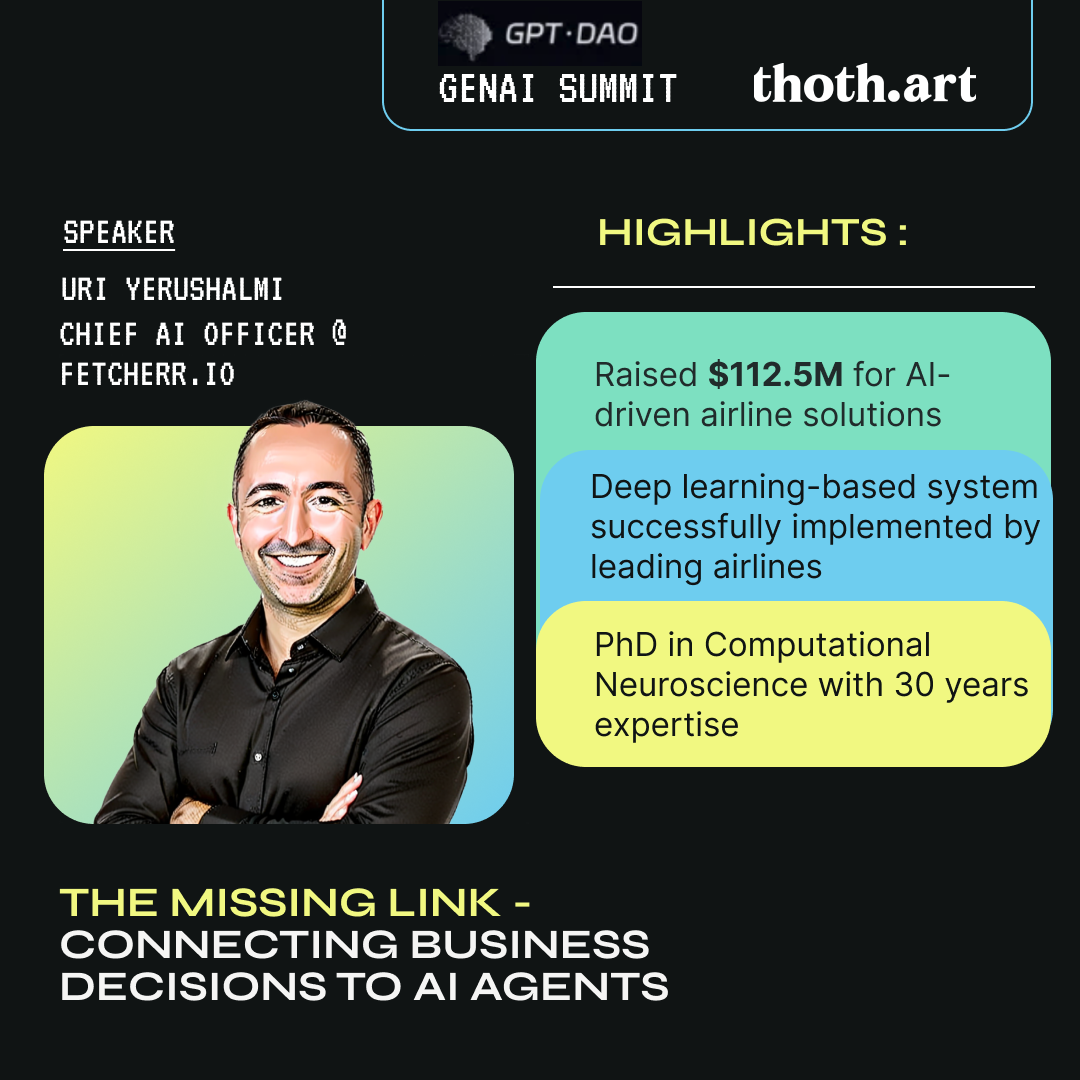 GPT·DAO
GENAI SUMMIT
thoth.art
SPEAKER
URI YERUSHALMI
CHIEF AI OFFICER @
FETCHERR.IO
HIGHLIGHTS :
Raised $112.5M for AI-
driven airline solutions
Deep learning-based system
successfully implemented by
leading airlines
PhD in Computational
Neuroscience with 30 years
expertise
THE MISSING LINK -
CONNECTING BUSINESS
DECISIONS TO AI AGENTS